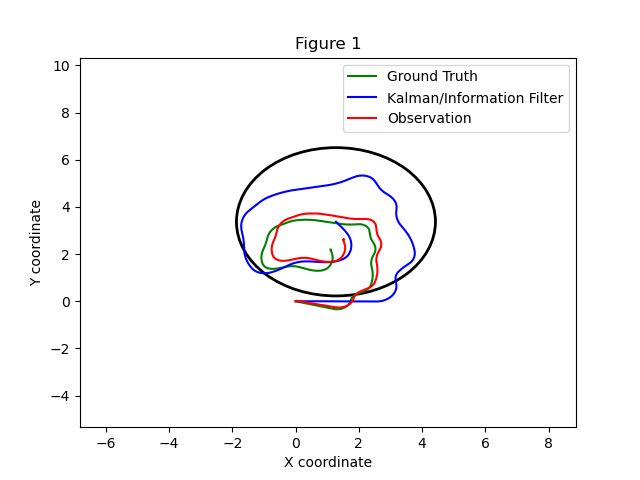 Figure 1
Ground Truth
Kalman/Information Filter
Observation
10
8
6
4
2
0
−2
−4
Y coordinate
−6 −4 −2 0 2 4 6 8
X coordinate